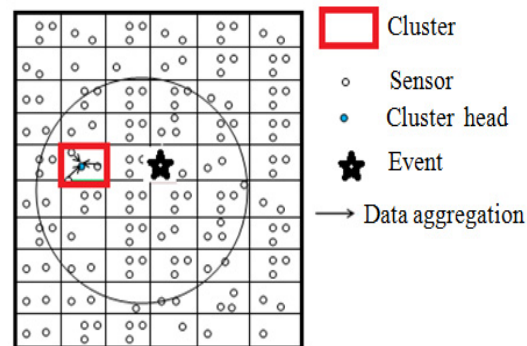 Cluster
Sensor
Cluster head
Event
Data aggregation